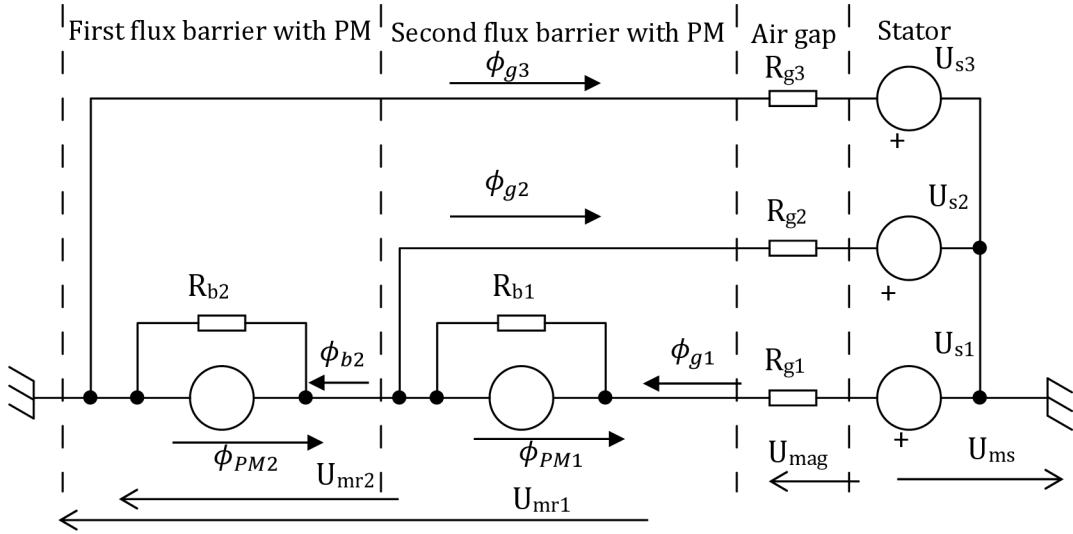 First flux barrier with PM Second flux barrier with PM Air gap Stator
ϕg3 Rg3 Us3
+
ϕg2 Rg2 Us2
+
Rb2 Rb1
ϕb2 ϕg1 Rg1 Us1
+
ϕPM2 ϕPM1 Umag Ums
Umr2
Umr1